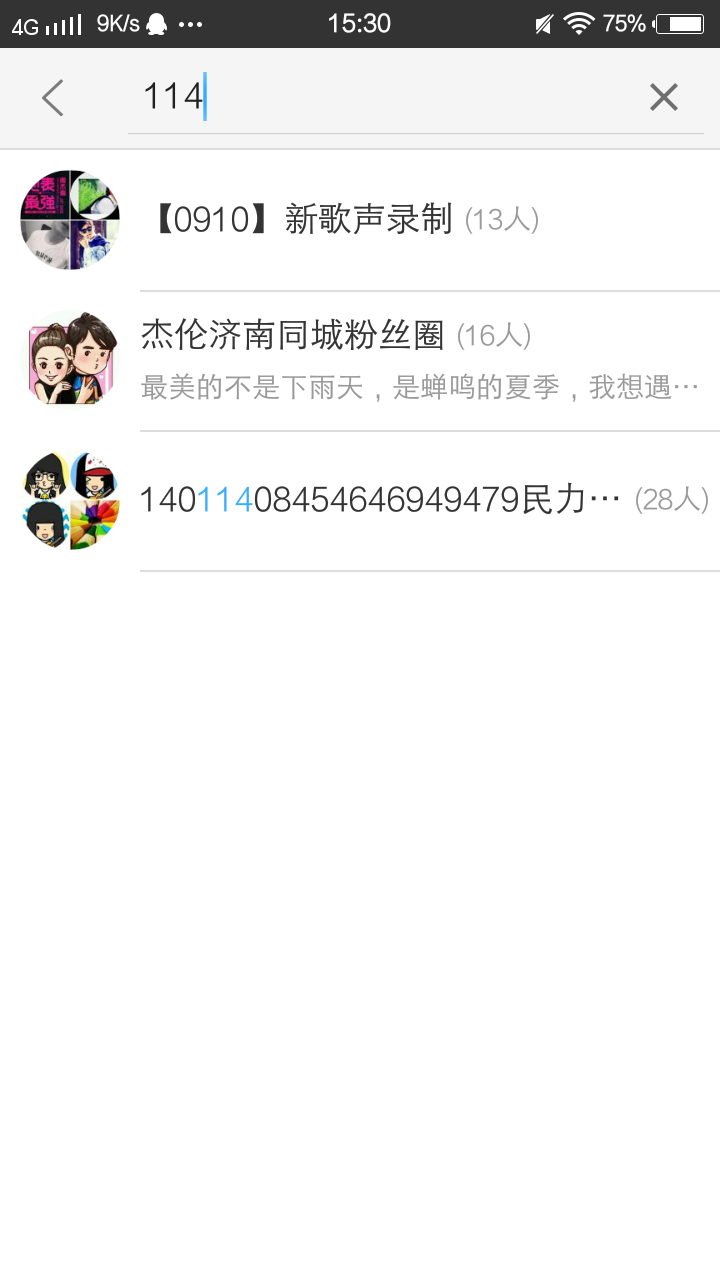 4G 9K/s 15:30 75%
114
【0910】新歌声录制 (13人)
杰伦济南同城粉丝圈 (16人)
最美的不是下雨天，是蝉鸣的夏季，我想遇…
14011408454646949479民力… (28人)